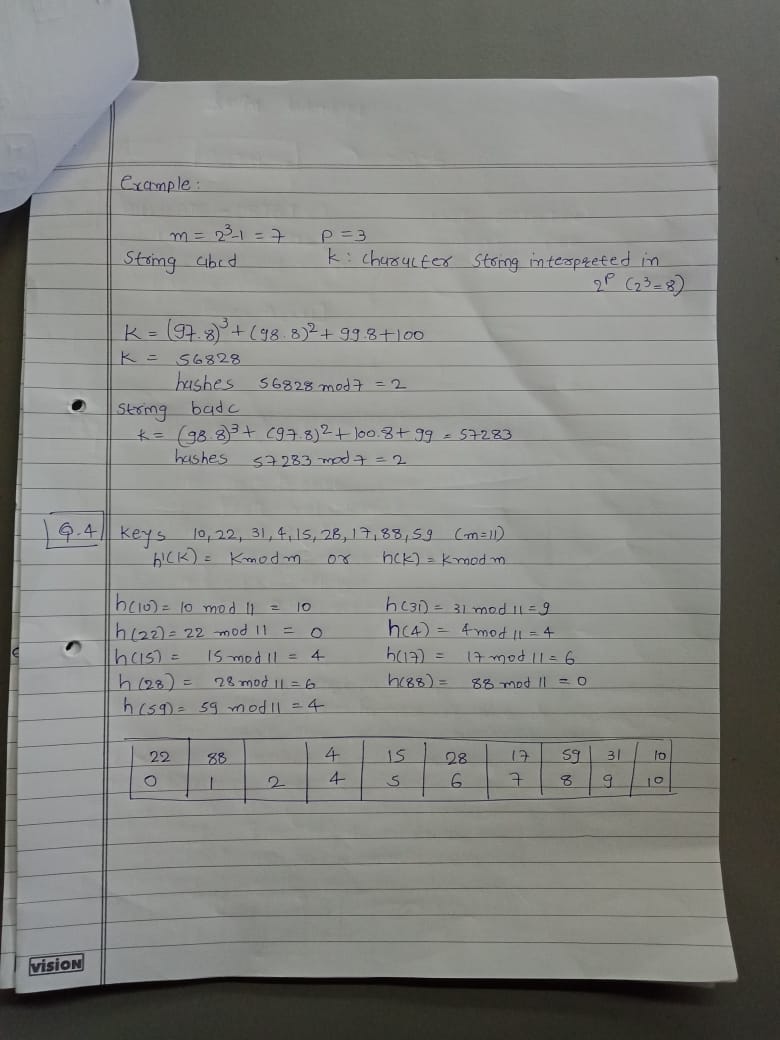 Example:
m = 2³-1 = 7 P = 3
String abcd k: character string interpreted in
2ᴾ (2³=8)
K = (97.8)³ + (98.8)² + 99.8 + 100
K = 56828
hashes 56828 mod 7 = 2
string badc
k = (98.8)³ + (97.8)² + 100.8 + 99 = 57283
hashes 57283 mod 7 = 2
Q.4 keys 10, 22, 31, 4, 15, 28, 17, 88, 59 (m=11)
h'(K) = K mod m or h(k) = k mod m
h(10) = 10 mod 11 = 10 h(31) = 31 mod 11 = 9
h(22) = 22 mod 11 = 0 h(4) = 4 mod 11 = 4
h(15) = 15 mod 11 = 4 h(17) = 17 mod 11 = 6
h(28) = 28 mod 11 = 6 h(88) = 88 mod 11 = 0
h(59) = 59 mod 11 = 4
22 88 4 15 28 17 59 31 10
0 1 2 4 5 6 7 8 9 10
VISION